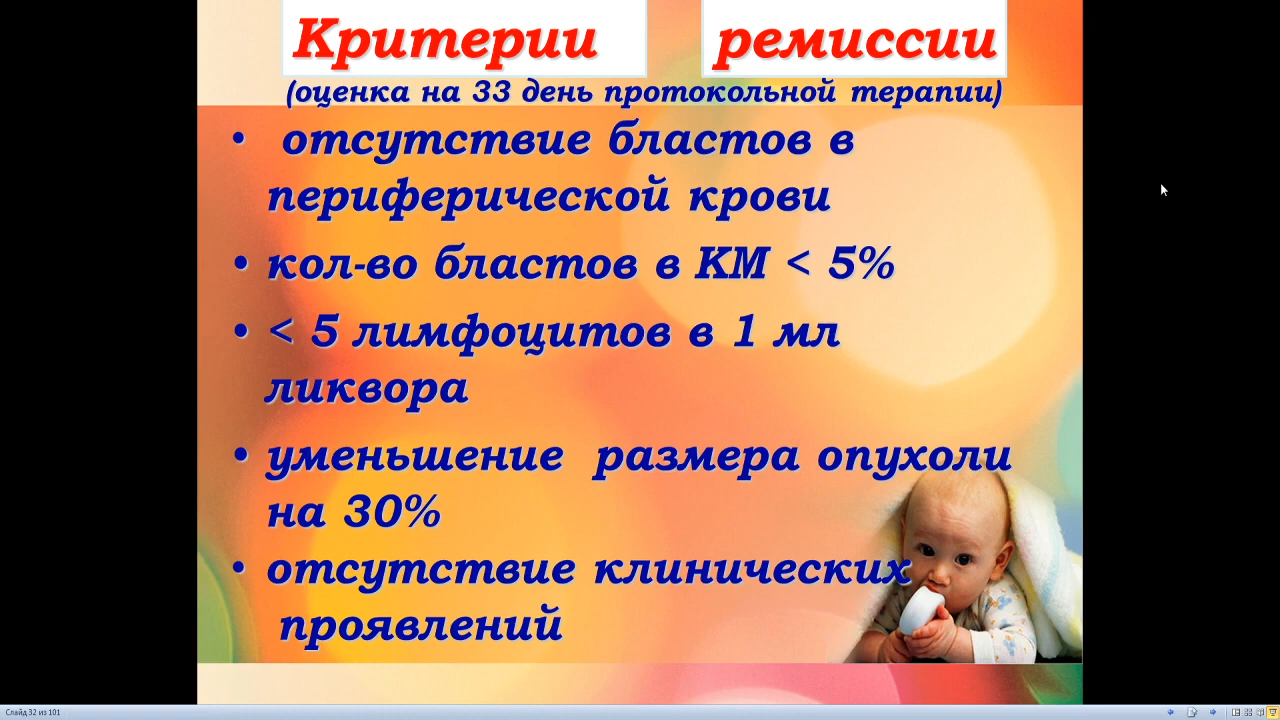 Критерии ремиссии
(оценка на 33 день протокольной терапии)
• отсутствие бластов в
периферической крови
• кол-во бластов в КМ < 5%
• < 5 лимфоцитов в 1 мл
ликвора
• уменьшение размера опухоли
на 30%
• отсутствие клинических
проявлений
Слайд 32 из 101